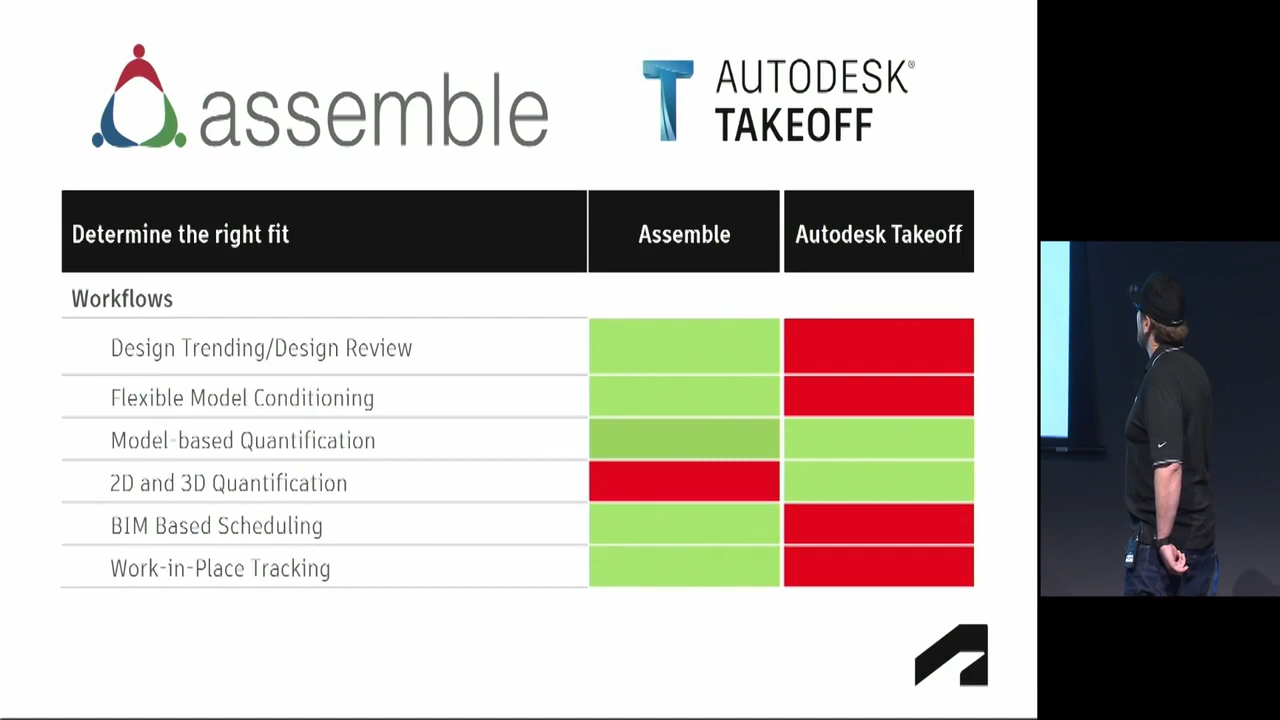 assemble
AUTODESK®
TAKEOFF
Determine the right fit
Assemble
Autodesk Takeoff
Workflows
Design Trending/Design Review
Flexible Model Conditioning
Model-based Quantification
2D and 3D Quantification
BIM Based Scheduling
Work-in-Place Tracking